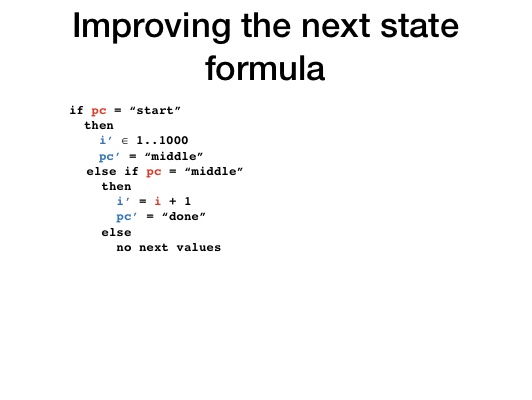 Improving the next state
formula
if pc = “start”
then
i’ ∈ 1..1000
pc’ = “middle”
else if pc = “middle”
then
i’ = i + 1
pc’ = “done”
else
no next values